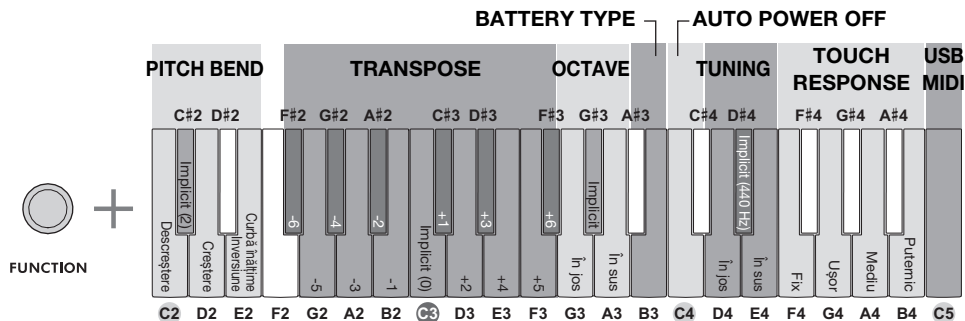 BATTERY TYPE AUTO POWER OFF
PITCH BEND TRANSPOSE OCTAVE TUNING TOUCH RESPONSE USB MIDI
C#2 D#2 F#2 G#2 A#2 C#3 D#3 F#3 G#3 A#3 C#4 D#4 F#4 G#4 A#4
Implicit (2) -6 -4 -2 +1 +3 +6 Implicit Implicit (440 Hz)
Descreștere Creștere Curbă înălțime Inversiune -5 -3 -1 Implicit (0) +2 +4 +5 În jos În sus În jos În sus Fix Ușor Mediu Puternic
FUNCTION
C2 D2 E2 F2 G2 A2 B2 C3 D3 E3 F3 G3 A3 B3 C4 D4 E4 F4 G4 A4 B4 C5